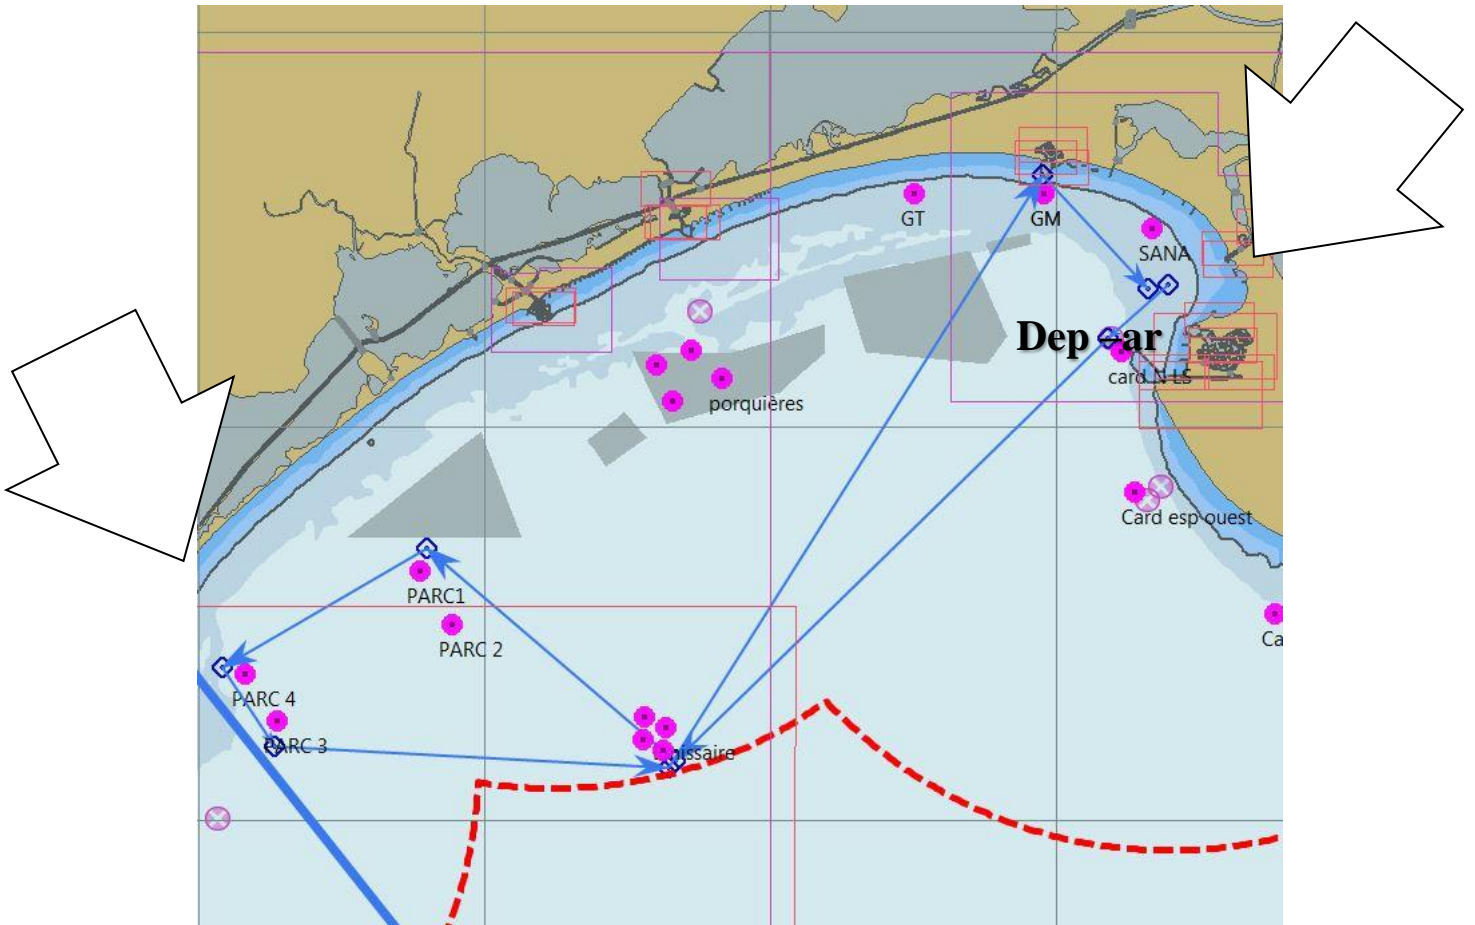 GT
GM
SANA
Dep ar
card N LS
porquières
Card esp ouest
PARC1
PARC 2
Ca
PARC 4
PARC 3
issaire